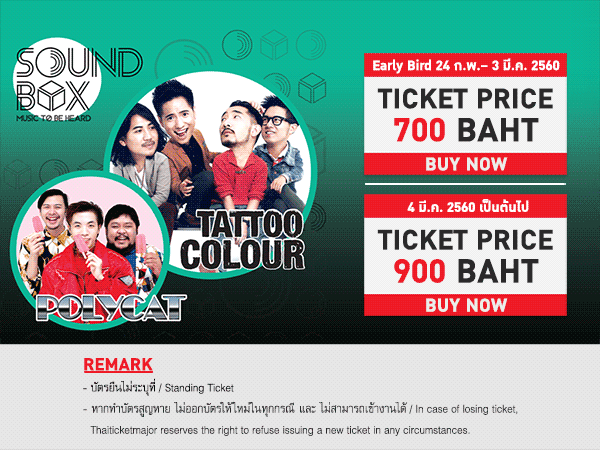 SOUND
BOX
MUSIC TO BE HEARD
TATTOO
COLOUR
POLYCAT
Early Bird 24 ก.พ.– 3 มี.ค. 2560
TICKET PRICE
700 BAHT
BUY NOW
4 มี.ค. 2560 เป็นต้นไป
TICKET PRICE
900 BAHT
BUY NOW
REMARK
- บัตรยืนไม่ระบุที่ / Standing Ticket
- หากทำบัตรสูญหาย ไม่ออกบัตรให้ใหม่ในทุกกรณี และ ไม่สามารถเข้างานได้ / In case of losing ticket,
Thaiticketmajor reserves the right to refuse issuing a new ticket in any circumstances.